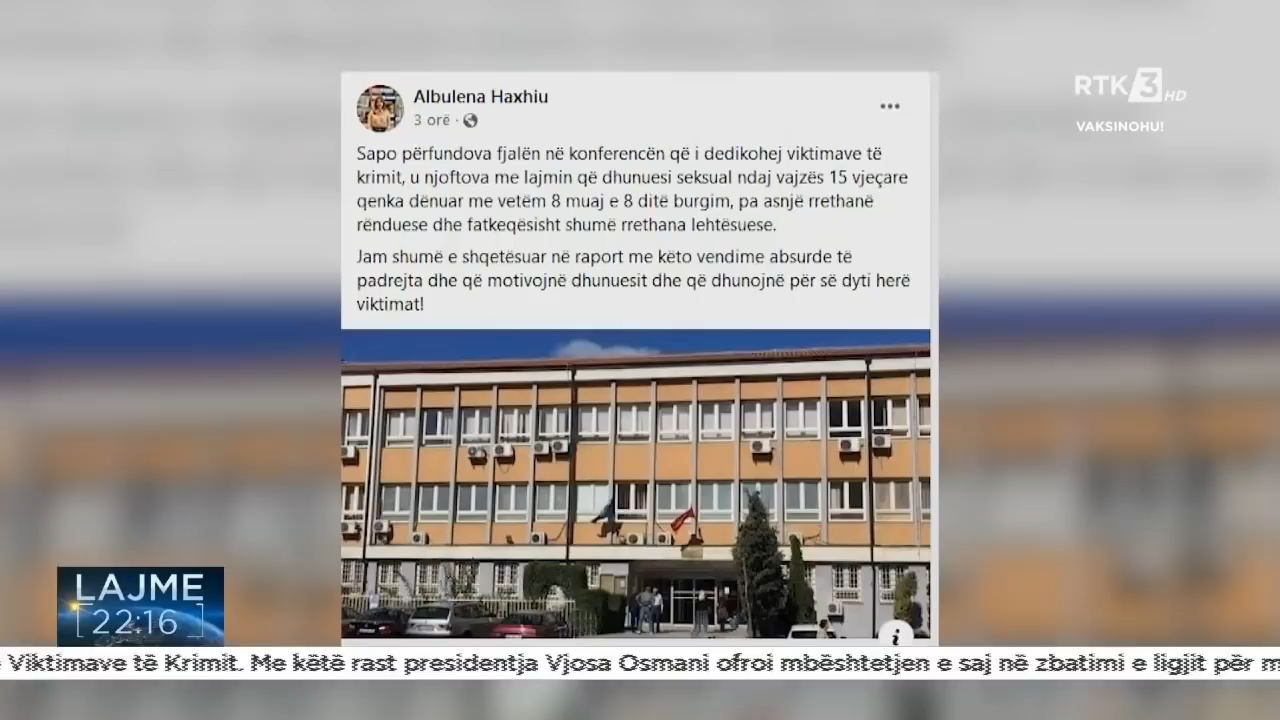 RTK 3 HD
VAKSINOHU!
Albulena Haxhiu
3 orë ·
Sapo përfundova fjalën në konferencën që i dedikohej viktimave të
krimit, u njoftova me lajmin që dhunuesi seksual ndaj vajzës 15 vjeçare
qenka dënuar me vetëm 8 muaj e 8 ditë burgim, pa asnjë rrethanë
rënduese dhe fatkeqësisht shumë rrethana lehtësuese.
Jam shumë e shqetësuar në raport me këto vendime absurde të
padrejta dhe që motivojnë dhunuesit dhe që dhunojnë për së dyti herë
viktimat!
LAJME
22:16
Viktimave të Krimit. Me këtë rast presidentja Vjosa Osmani ofroi mbështetjen e saj në zbatimi e ligjit për